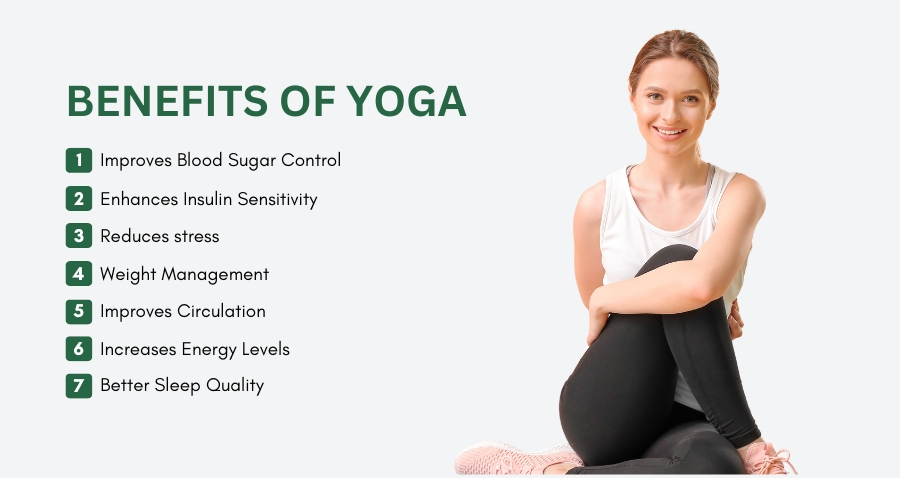 BENEFITS OF YOGA
1 Improves Blood Sugar Control
2 Enhances Insulin Sensitivity
3 Reduces stress
4 Weight Management
5 Improves Circulation
6 Increases Energy Levels
7 Better Sleep Quality